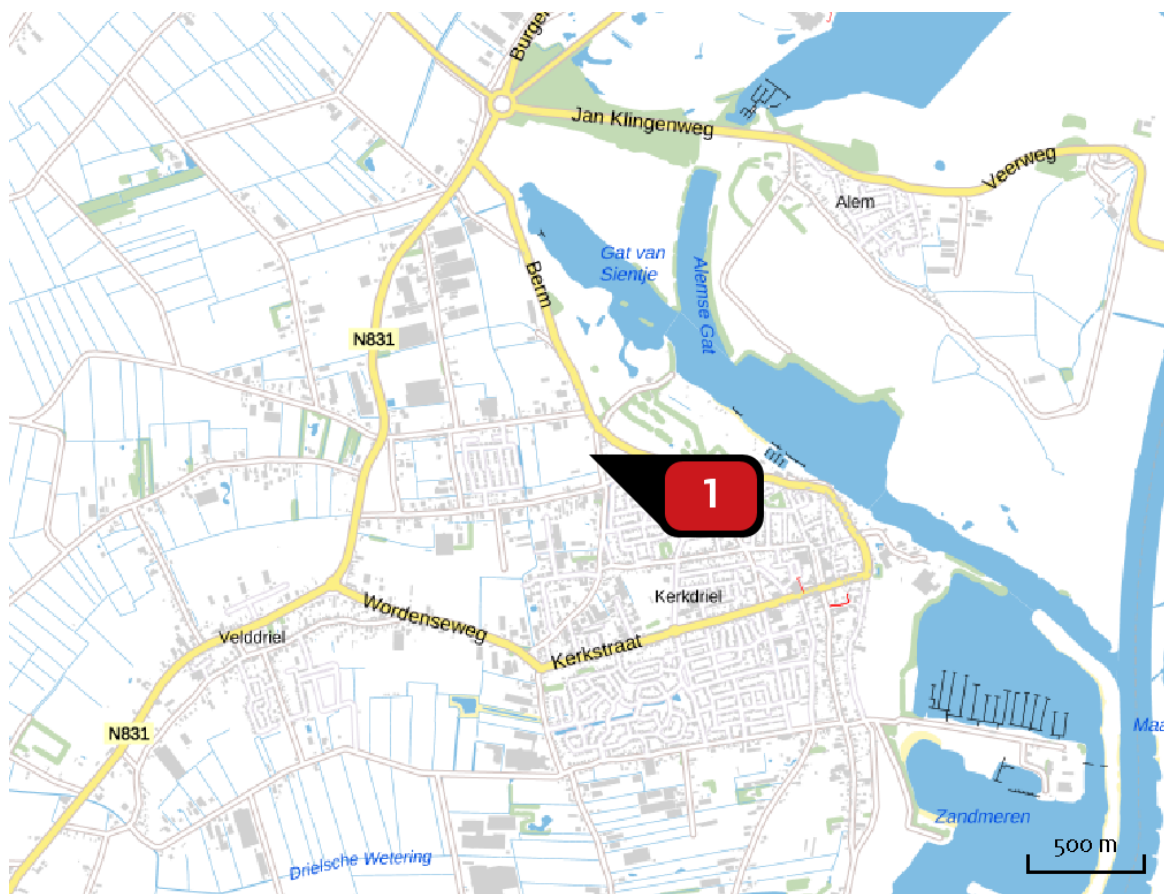 Burgen
Jan Klingenweg
Veerweg
Alem
Gat van
Sientje
Alemse Gat
Berm
N831
1
Kerkdriel
Wordenseweg
Velddriel
Kerkstraat
N831
Maa
Zandmeren
500 m
Drielsche Wetering